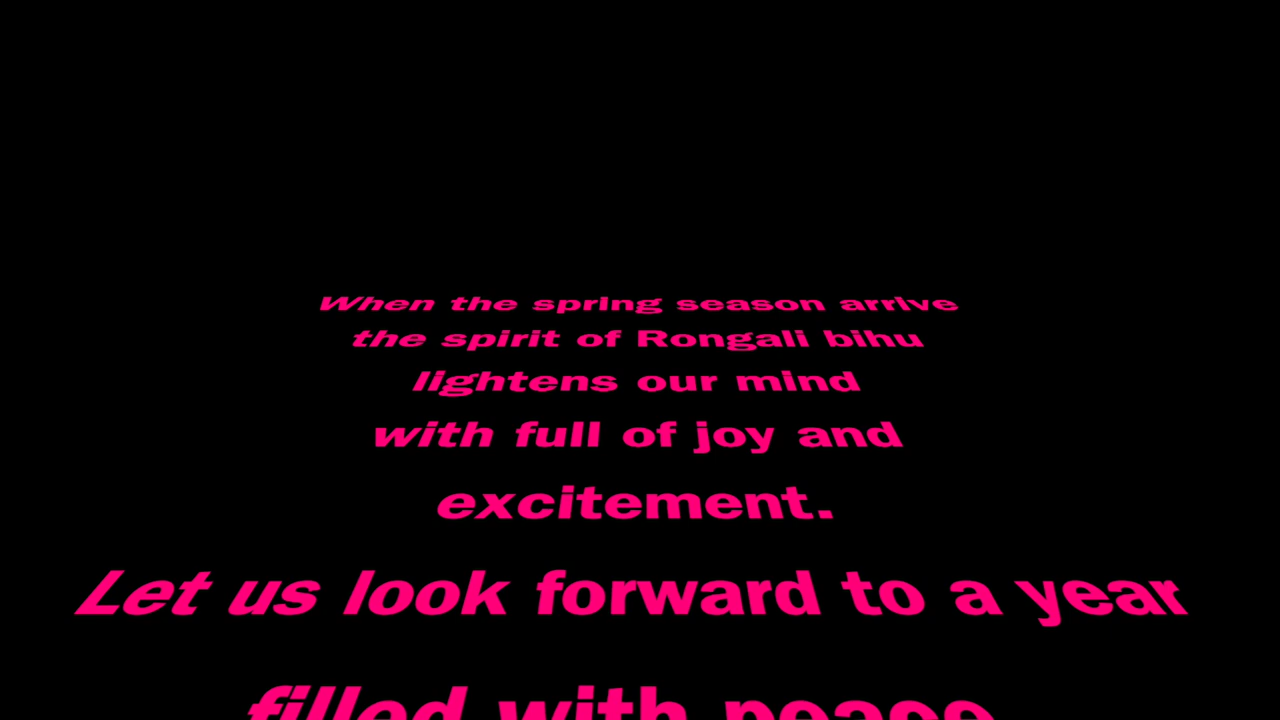 When the spring season arrive
the spirit of Rongali bihu
lightens our mind
with full of joy and
excitement.
Let us look forward to a year
filled with peace